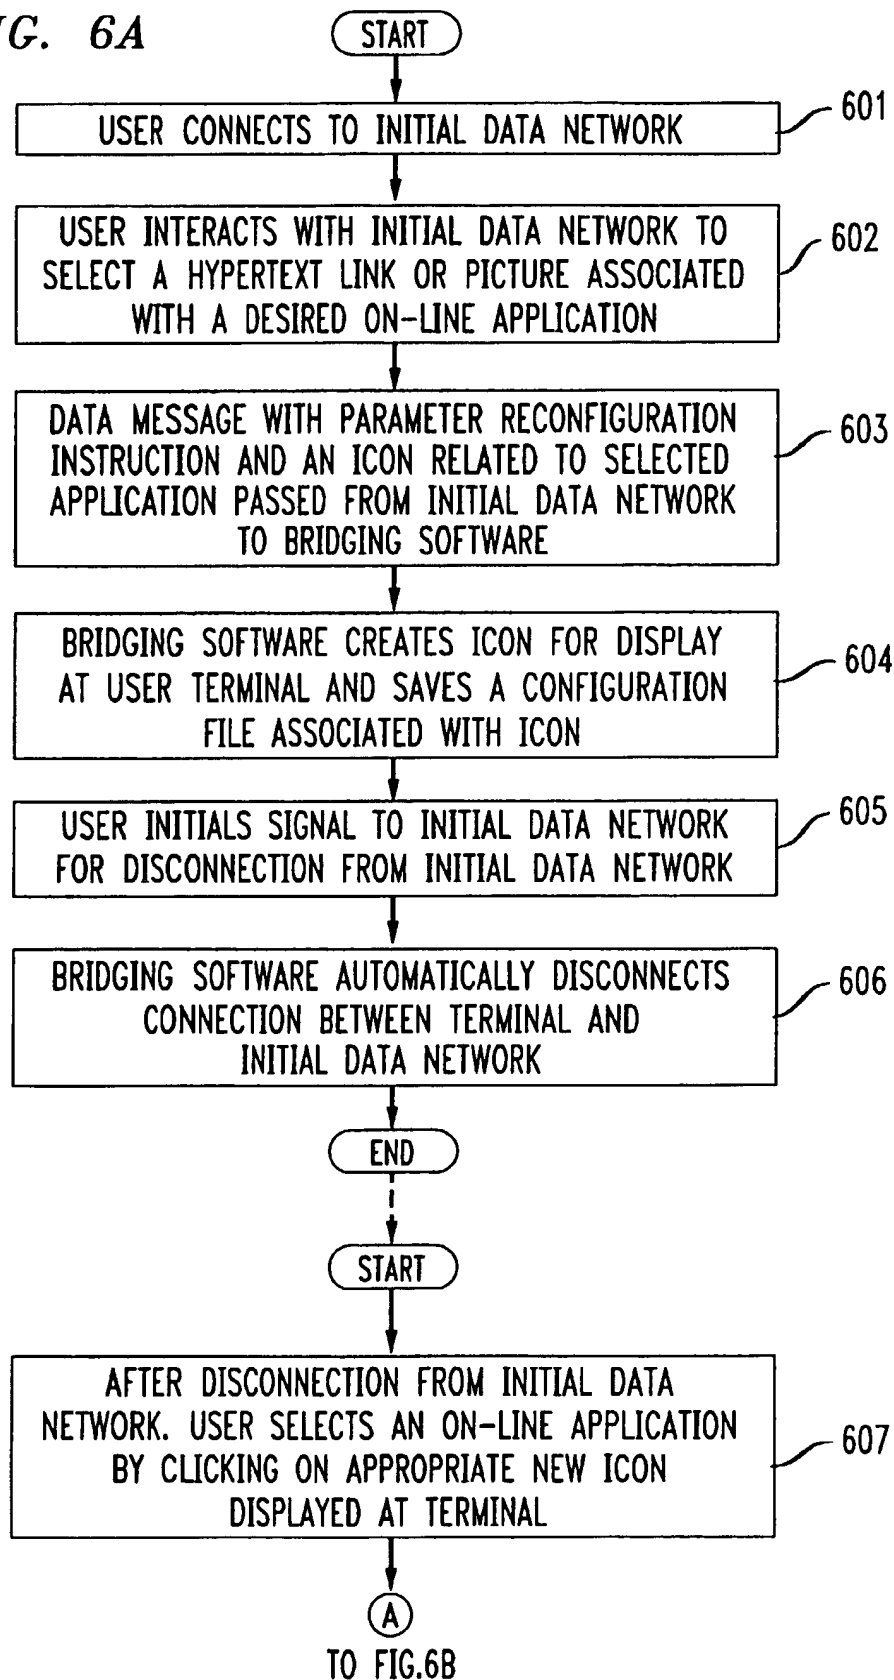 FIG. 6A
START
USER CONNECTS TO INITIAL DATA NETWORK
601
USER INTERACTS WITH INITIAL DATA NETWORK TO
SELECT A HYPERTEXT LINK OR PICTURE ASSOCIATED
WITH A DESIRED ON-LINE APPLICATION
602
DATA MESSAGE WITH PARAMETER RECONFIGURATION
INSTRUCTION AND AN ICON RELATED TO SELECTED
APPLICATION PASSED FROM INITIAL DATA NETWORK
TO BRIDGING SOFTWARE
603
BRIDGING SOFTWARE CREATES ICON FOR DISPLAY
AT USER TERMINAL AND SAVES A CONFIGURATION
FILE ASSOCIATED WITH ICON
604
USER INITIALS SIGNAL TO INITIAL DATA NETWORK
FOR DISCONNECTION FROM INITIAL DATA NETWORK
605
BRIDGING SOFTWARE AUTOMATICALLY DISCONNECTS
CONNECTION BETWEEN TERMINAL AND
INITIAL DATA NETWORK
606
END
START
AFTER DISCONNECTION FROM INITIAL DATA
NETWORK. USER SELECTS AN ON-LINE APPLICATION
BY CLICKING ON APPROPRIATE NEW ICON
DISPLAYED AT TERMINAL
607
A
TO FIG.6B